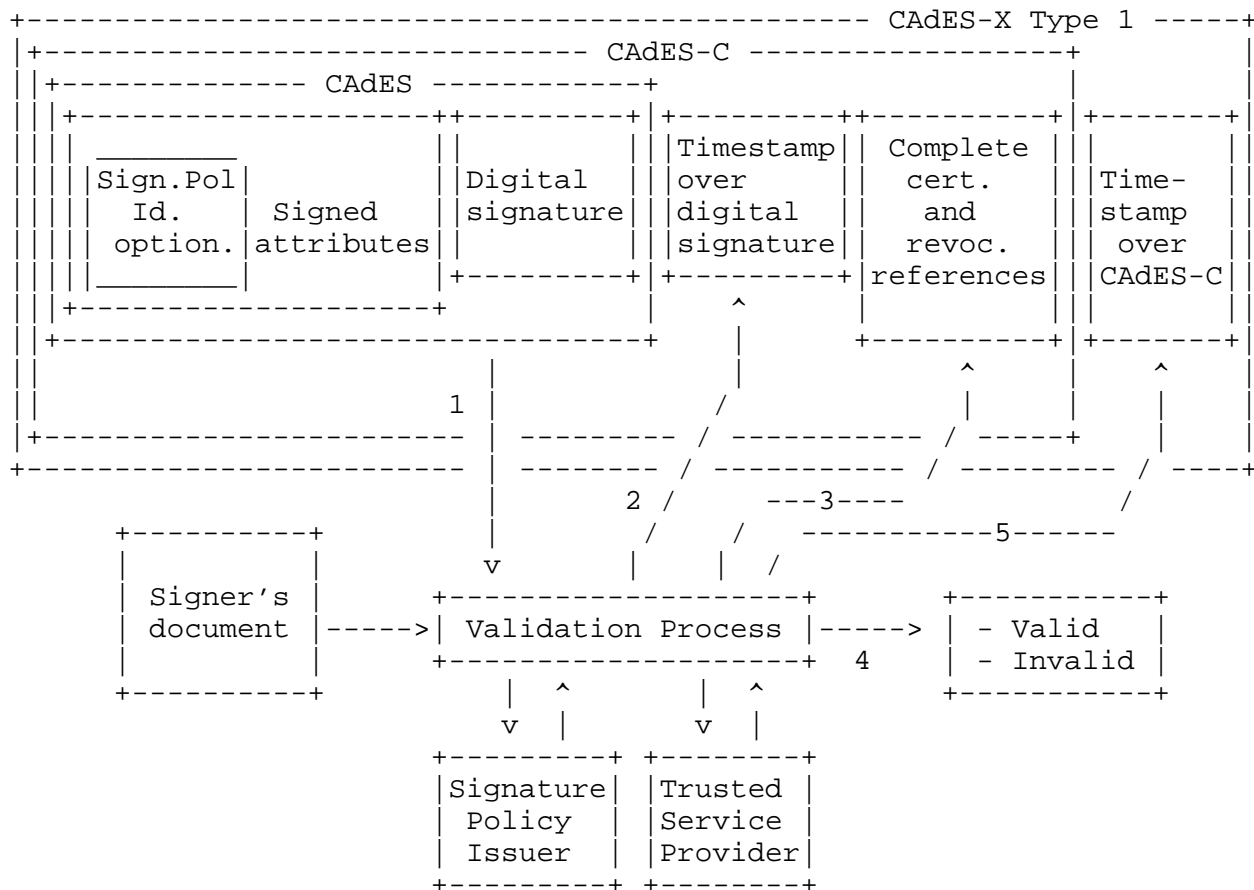 CAdES-X Type 1
CAdES-C
CAdES
Sign.Pol
Id.
option.
Signed
attributes
Digital
signature
Timestamp
over
digital
signature
Complete
cert.
and
revoc.
references
Time-
stamp
over
CAdES-C
1
2
3
5
Signer's
document
Validation Process
4
- Valid
- Invalid
Signature
Policy
Issuer
Trusted
Service
Provider